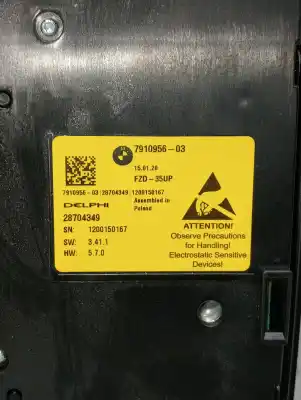 7910956-03
15.01.20
FZD-35UP
7910956-03 28704349 1200150167
DELPHI
Assembled in
Poland
28704349
SN: 1200150167
SW: 3.41.1
HW: 5.7.0
ATTENTION!
Observe Precautions
for Handling!
Electrostatic Sensitive
Devices!